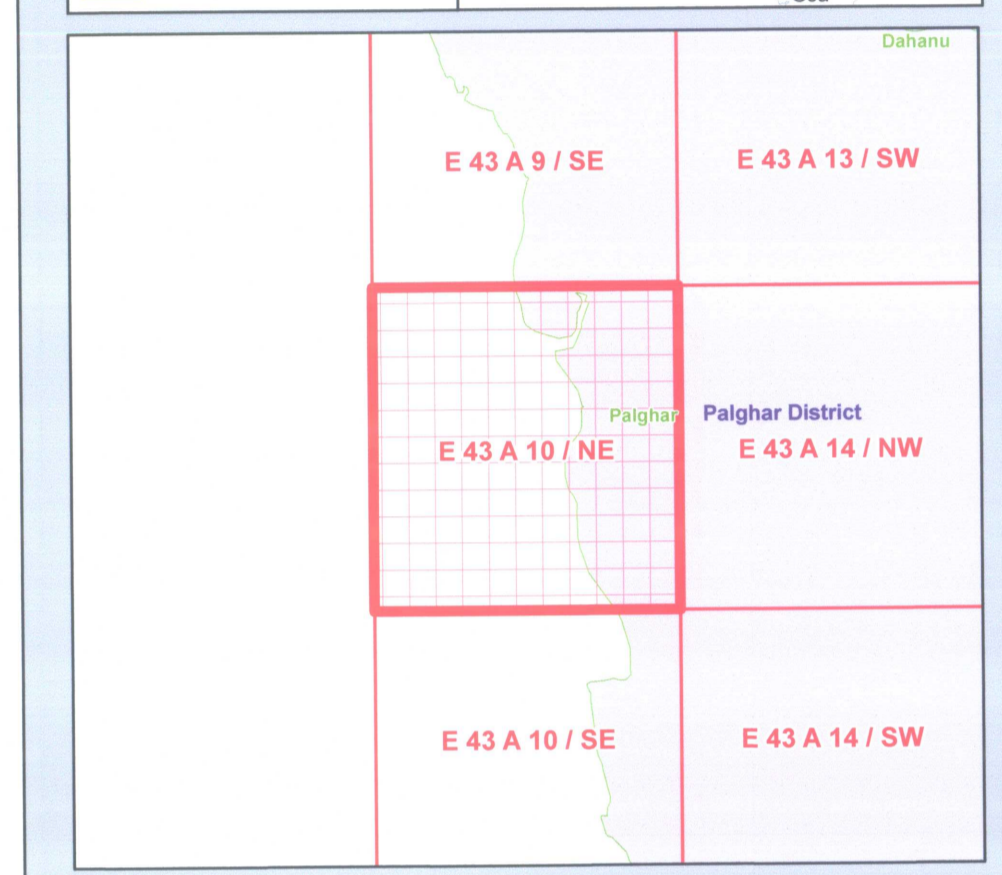 Dahanu
E 43 A 9 / SE
E 43 A 13 / SW
Palghar
Palghar District
E 43 A 10 / NE
E 43 A 14 / NW
E 43 A 10 / SE
E 43 A 14 / SW